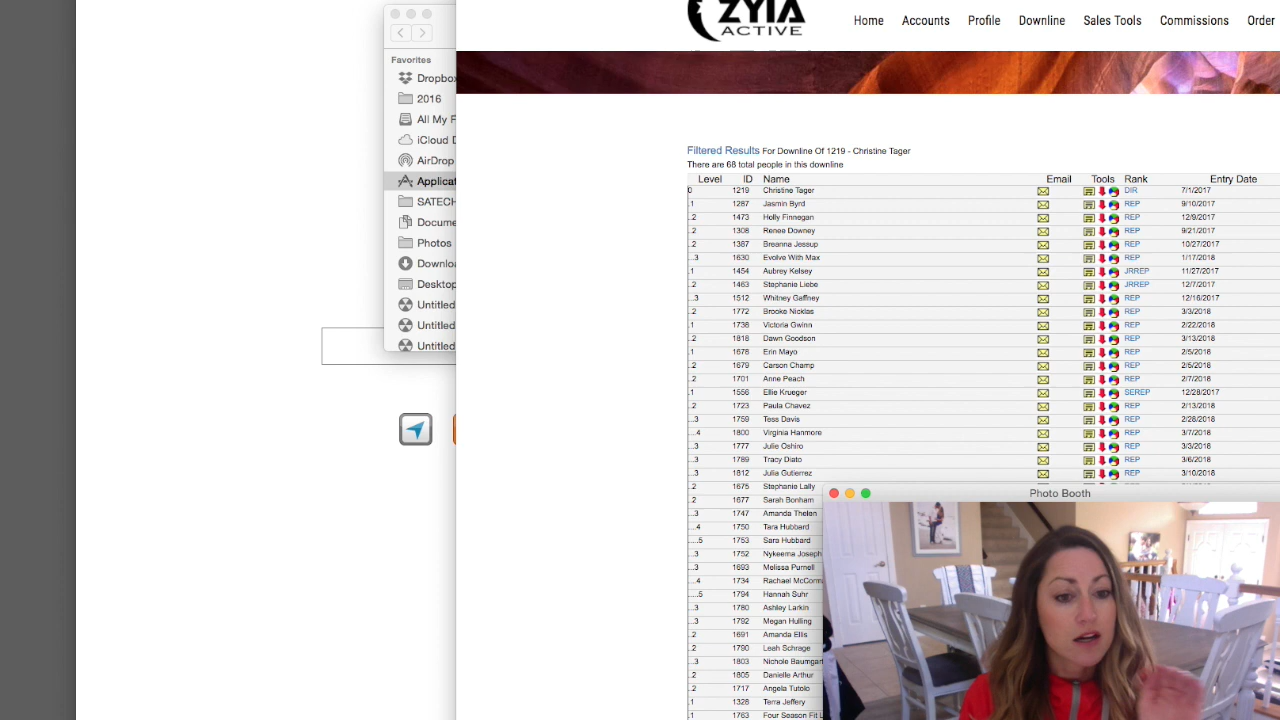 ZYIA
ACTIVE
Home Accounts Profile Downline Sales Tools Commissions Order
Favorites
Dropbox
2016
All My F
iCloud D
AirDrop
Applicat
SATECH
Docume
Photos
Downloa
Desktop
Untitled
Untitled
Untitled
Filtered Results For Downline Of 1219 - Christine Tager
There are 68 total people in this downline
Level ID Name Email Tools Rank Entry Date
0 1219 Christine Tager DIR 7/1/2017
.1 1287 Jasmin Byrd REP 9/10/2017
..2 1473 Holly Finnegan REP 12/9/2017
..2 1308 Renee Downey REP 9/21/2017
..2 1387 Breanna Jessup REP 10/27/2017
...3 1630 Evolve With Max REP 1/17/2018
.1 1454 Aubrey Kelsey JRREP 11/27/2017
..2 1463 Stephanie Liebe JRREP 12/7/2017
...3 1512 Whitney Gaffney REP 12/16/2017
..2 1772 Brooke Nicklas REP 3/3/2018
.1 1738 Victoria Gwinn REP 2/22/2018
..2 1818 Dawn Goodson REP 3/13/2018
.1 1678 Erin Mayo REP 2/5/2018
..2 1679 Carson Champ REP 2/5/2018
..2 1701 Anne Peach REP 2/7/2018
.1 1556 Ellie Krueger SEREP 12/28/2017
..2 1723 Paula Chavez REP 2/13/2018
...3 1759 Tess Davis REP 2/28/2018
....4 1800 Virginia Hanmore REP 3/7/2018
...3 1777 Julie Oshiro REP 3/3/2018
...3 1789 Tracy Diato REP 3/6/2018
...3 1812 Julia Gutierrez REP 3/10/2018
..2 1675 Stephanie Lally
..2 1677 Sarah Bonham
...3 1747 Amanda Thelen
....4 1750 Tara Hubbard
.....5 1753 Sara Hubbard
...3 1752 Nykeema Joseph
...3 1693 Melissa Purnell
....4 1734 Rachael McCorm
.....5 1794 Hannah Suhr
...3 1780 Ashley Larkin
...3 1792 Megan Hulling
..2 1691 Amanda Ellis
..2 1790 Leah Schrage
...3 1803 Nichole Baumgar
..2 1805 Danielle Arthur
..2 1717 Angela Tutolo
.1 1328 Terra Jeffery
.1 1763 Four Season Fit L
Photo Booth